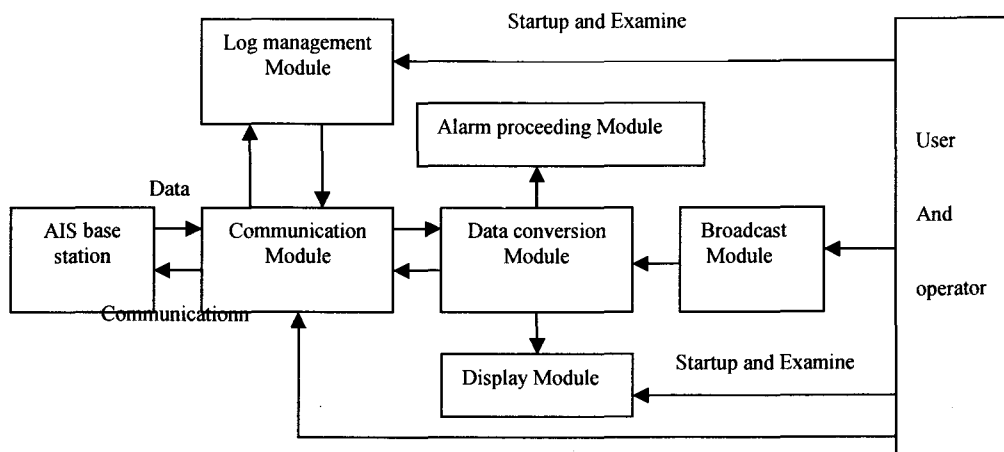 Startup and Examine
Log management
Module
Alarm proceeding Module
User
Data
AIS base
station
Communication
Module
Data conversion
Module
Broadcast
Module
And
operator
Communicationn
Startup and Examine
Display Module